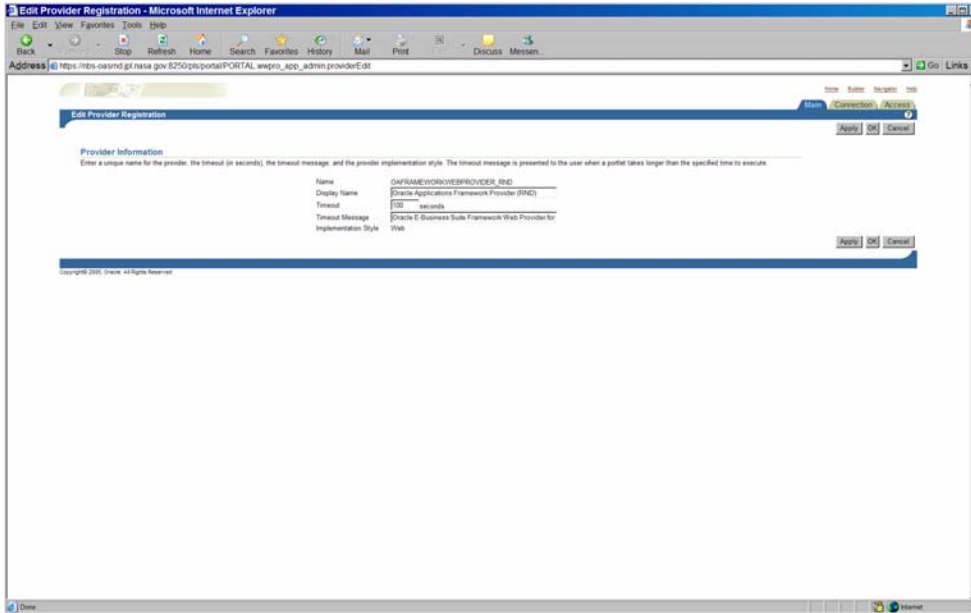 Edit Provider Registration - Microsoft Internet Explorer
File Edit View Favorites Tools Help
Back Stop Refresh Home Search Favorites History Mail Print Discuss Messen...
Address https://nbs-oasrnd.jpl.nasa.gov:8250/pls/portal/PORTAL.wwpro_app_admin.providerEdit Go Links
Home Builder Navigator Help
Main Connection Access
Edit Provider Registration ?
Apply OK Cancel
Provider Information
Enter a unique name for the provider, the timeout (in seconds), the timeout message, and the provider implementation style. The timeout message is presented to the user when a portlet takes longer than the specified time to execute.
Name OAFRAMEWORKWEBPROVIDER_RND
Display Name Oracle Applications Framework Provider (RND)
Timeout 100 seconds
Timeout Message Oracle E-Business Suite Framework Web Provider for
Implementation Style Web
Apply OK Cancel
Copyright© 2005, Oracle. All Rights Reserved
Done Internet